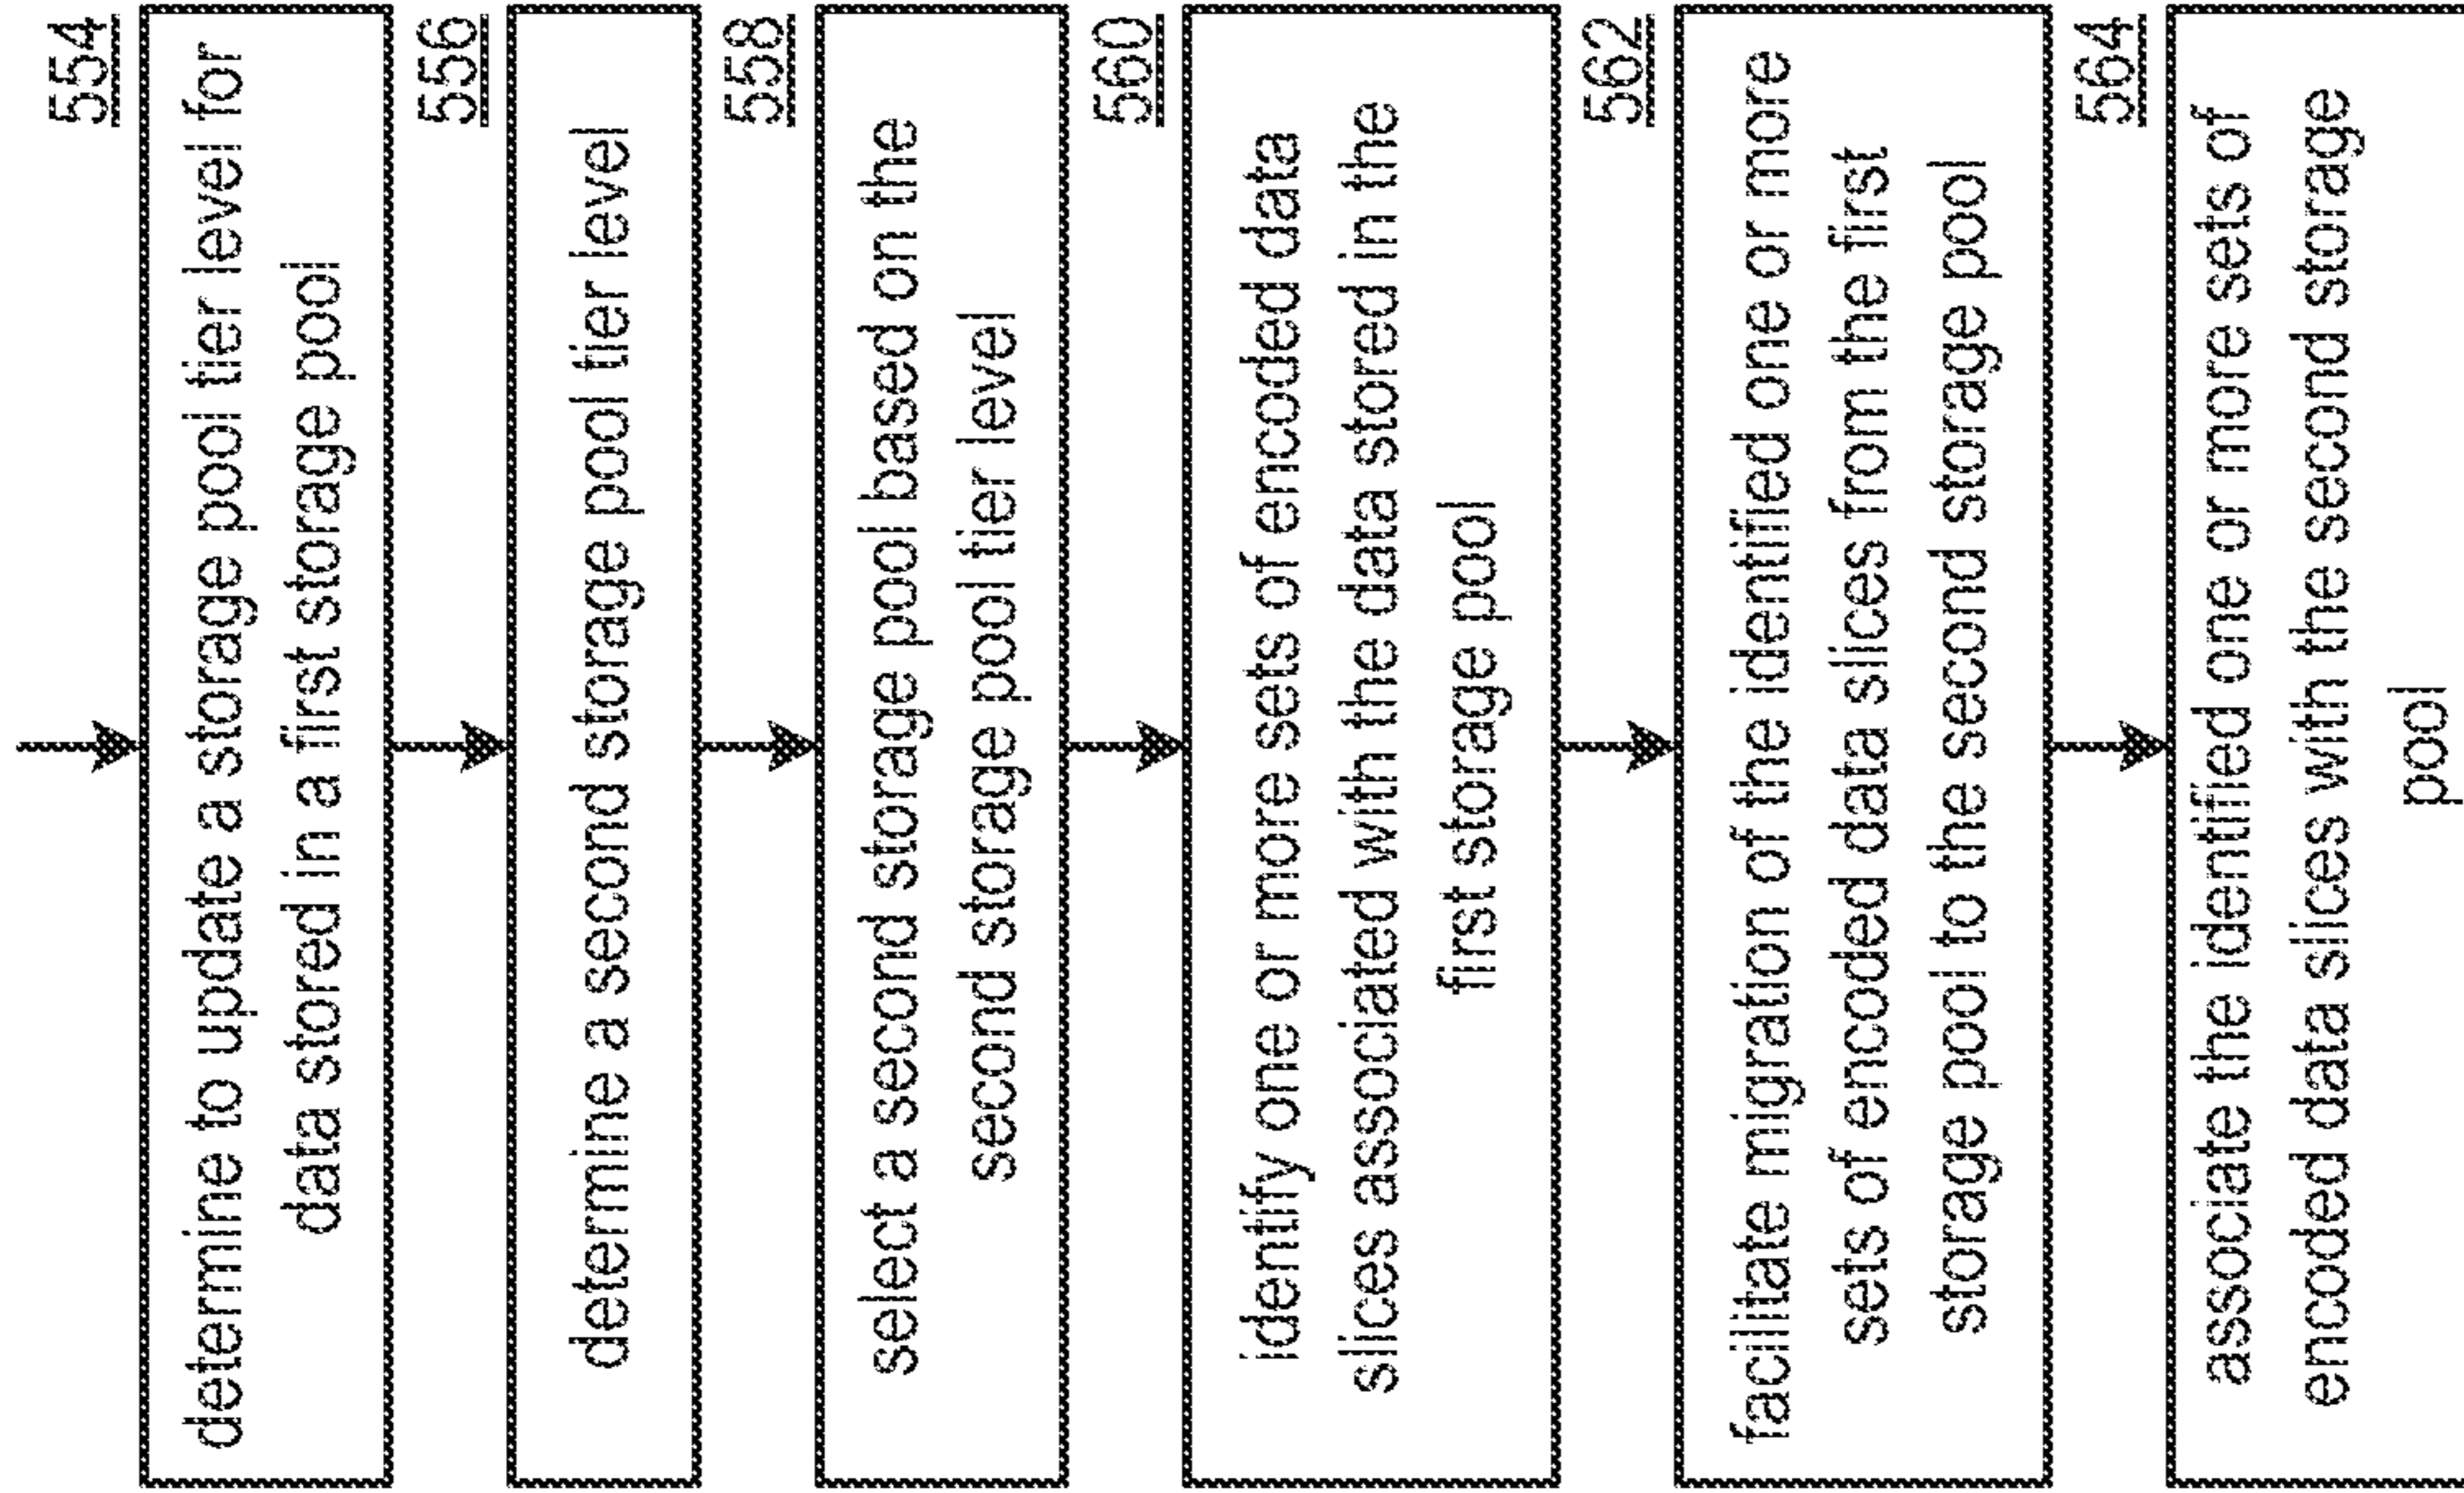 554
determine to update a storage pool tier level for
data stored in a first storage pool
556
determine a second storage pool tier level
558
select a second storage pool based on the
second storage pool tier level
560
identify one or more sets of encoded data
slices associated with the data stored in the
first storage pool
562
facilitate migration of the identified one or more
sets of encoded data slices from the first
storage pool to the second storage pool
564
associate the identified one or more sets of
encoded data slices with the second storage
pool